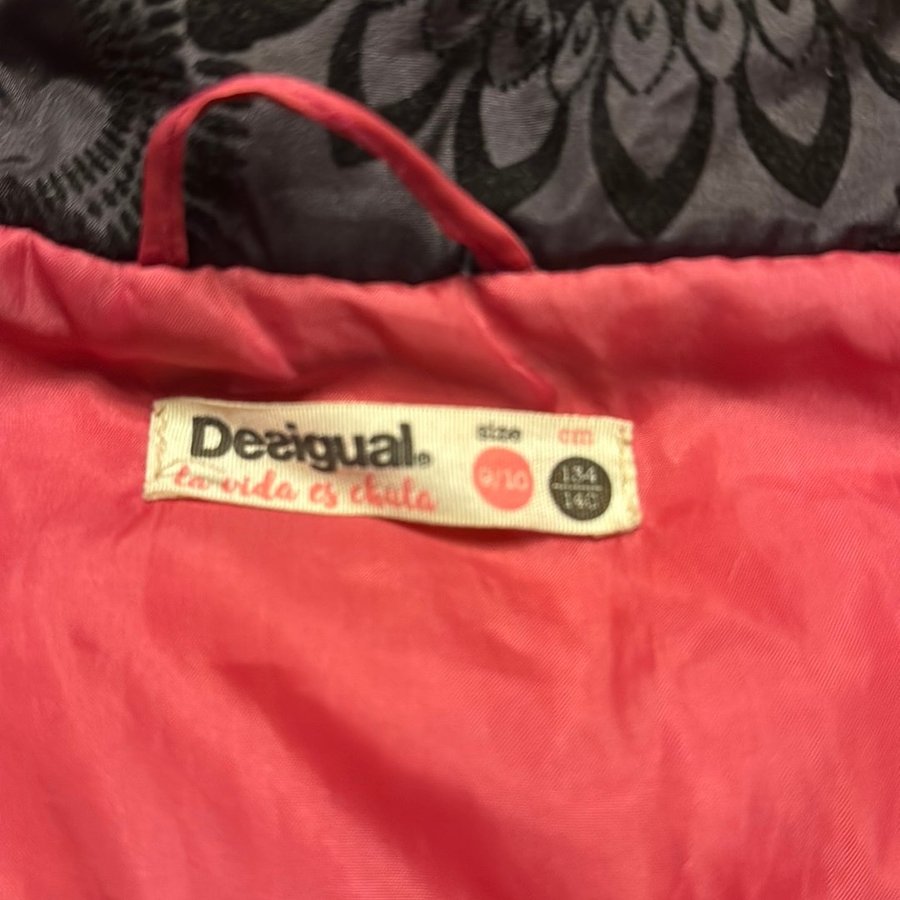 Desigual.
la vida es chula
size cm
9/10 134
140